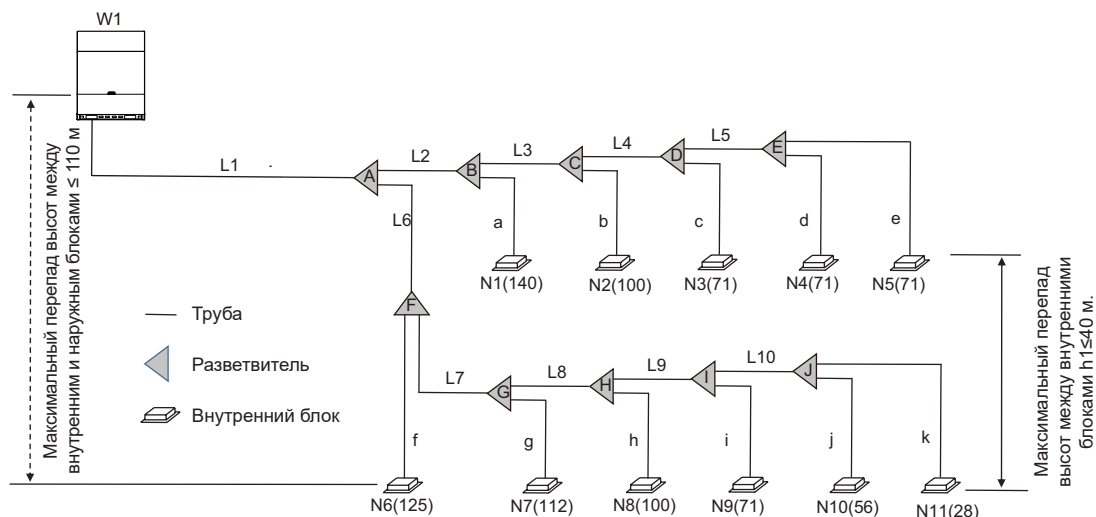 W1
L1
L2
L3
L4
L5
A
B
C
D
E
L6
a
b
c
d
e
N1(140)
N2(100)
N3(71)
N4(71)
N5(71)
F
Труба
Разветвитель
Внутренний блок
L7
L8
L9
L10
G
H
I
J
f
g
h
i
j
k
N6(125)
N7(112)
N8(100)
N9(71)
N10(56)
N11(28)
Максимальный перепад высот между
внутренним и наружным блоками ≤ 110 м
Максимальный перепад
высот между внутренними
блоками h1≤40 м.